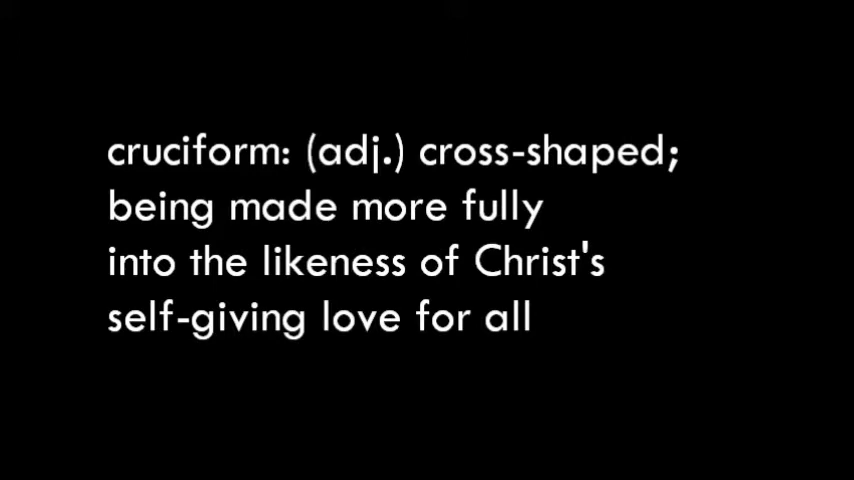 cruciform: (adj.) cross-shaped;
being made more fully
into the likeness of Christ's
self-giving love for all